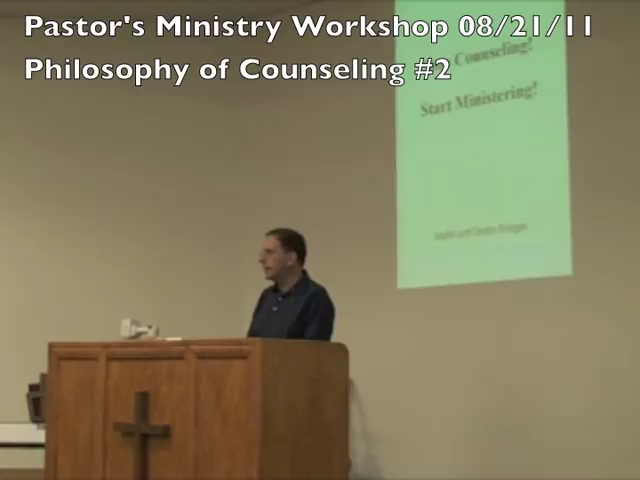 Pastor's Ministry Workshop 08/21/11
Philosophy of Counseling #2
Counseling!
Start Ministering!